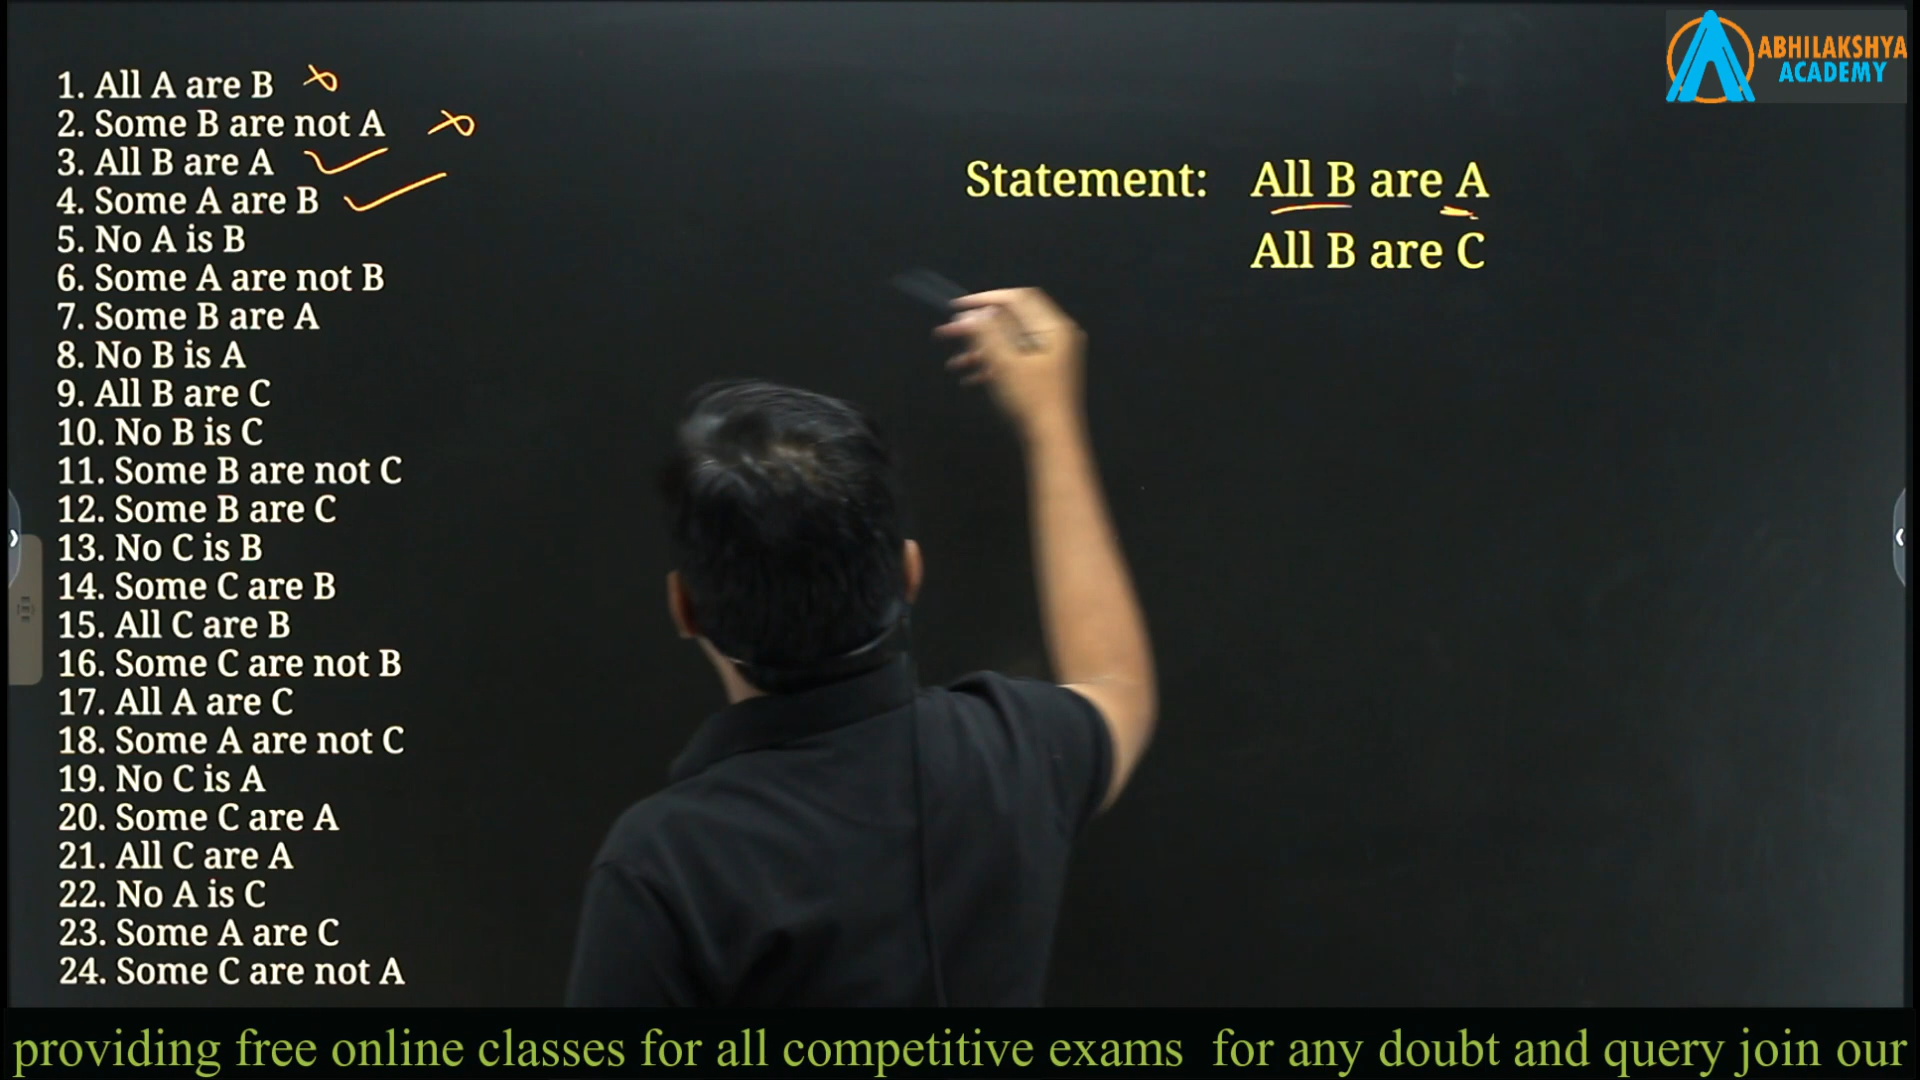 ABHILAKSHYA
ACADEMY
1. All A are B
2. Some B are not A
3. All B are A
4. Some A are B
5. No A is B
6. Some A are not B
7. Some B are A
8. No B is A
9. All B are C
10. No B is C
11. Some B are not C
12. Some B are C
13. No C is B
14. Some C are B
15. All C are B
16. Some C are not B
17. All A are C
18. Some A are not C
19. No C is A
20. Some C are A
21. All C are A
22. No A is C
23. Some A are C
24. Some C are not A
Statement: All B are A
All B are C
providing free online classes for all competitive exams for any doubt and query join our